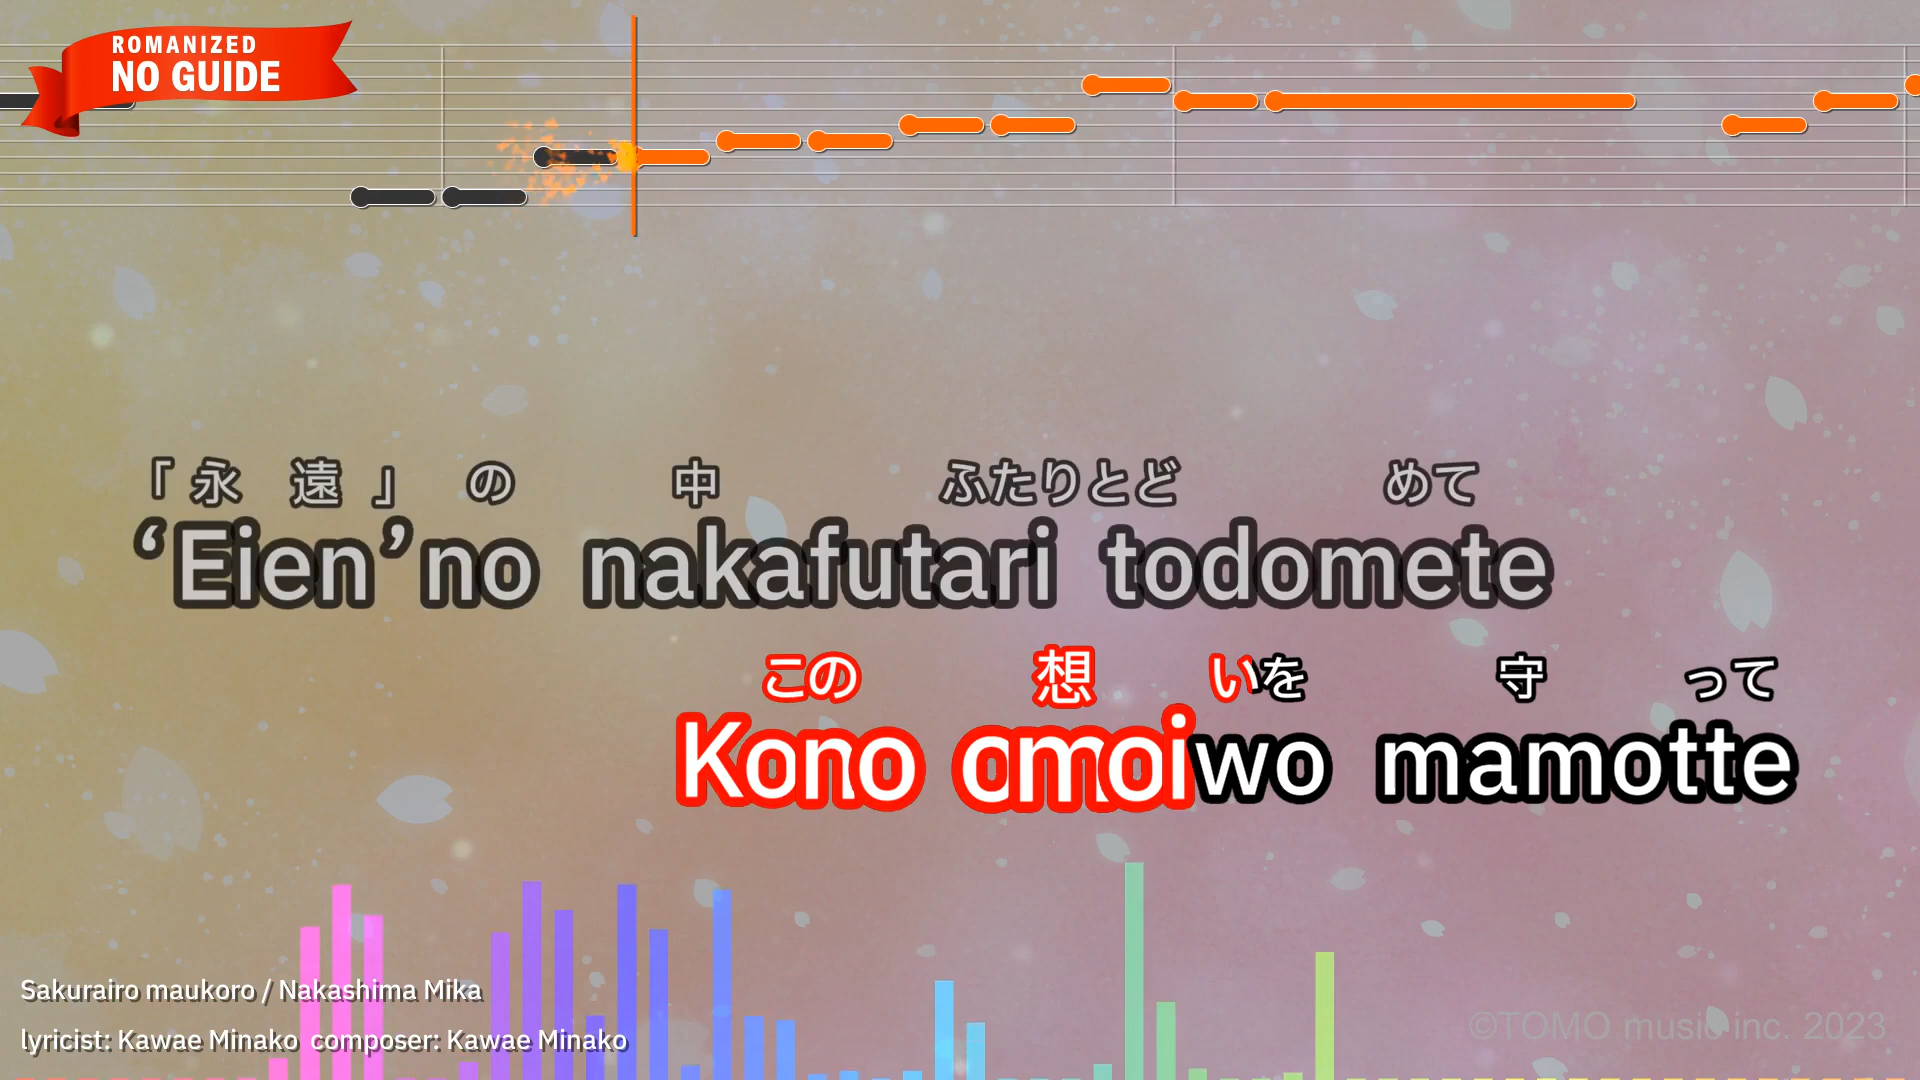 ROMANIZED
NO GUIDE
「永遠」の中ふたりとどめて
‘Eien’no nakafutari todomete
この想いを守って
Kono omoiwo mamotte
Sakurairo maukoro / Nakashima Mika
lyricist: Kawae Minako composer: Kawae Minako
©TOMO music inc. 2023